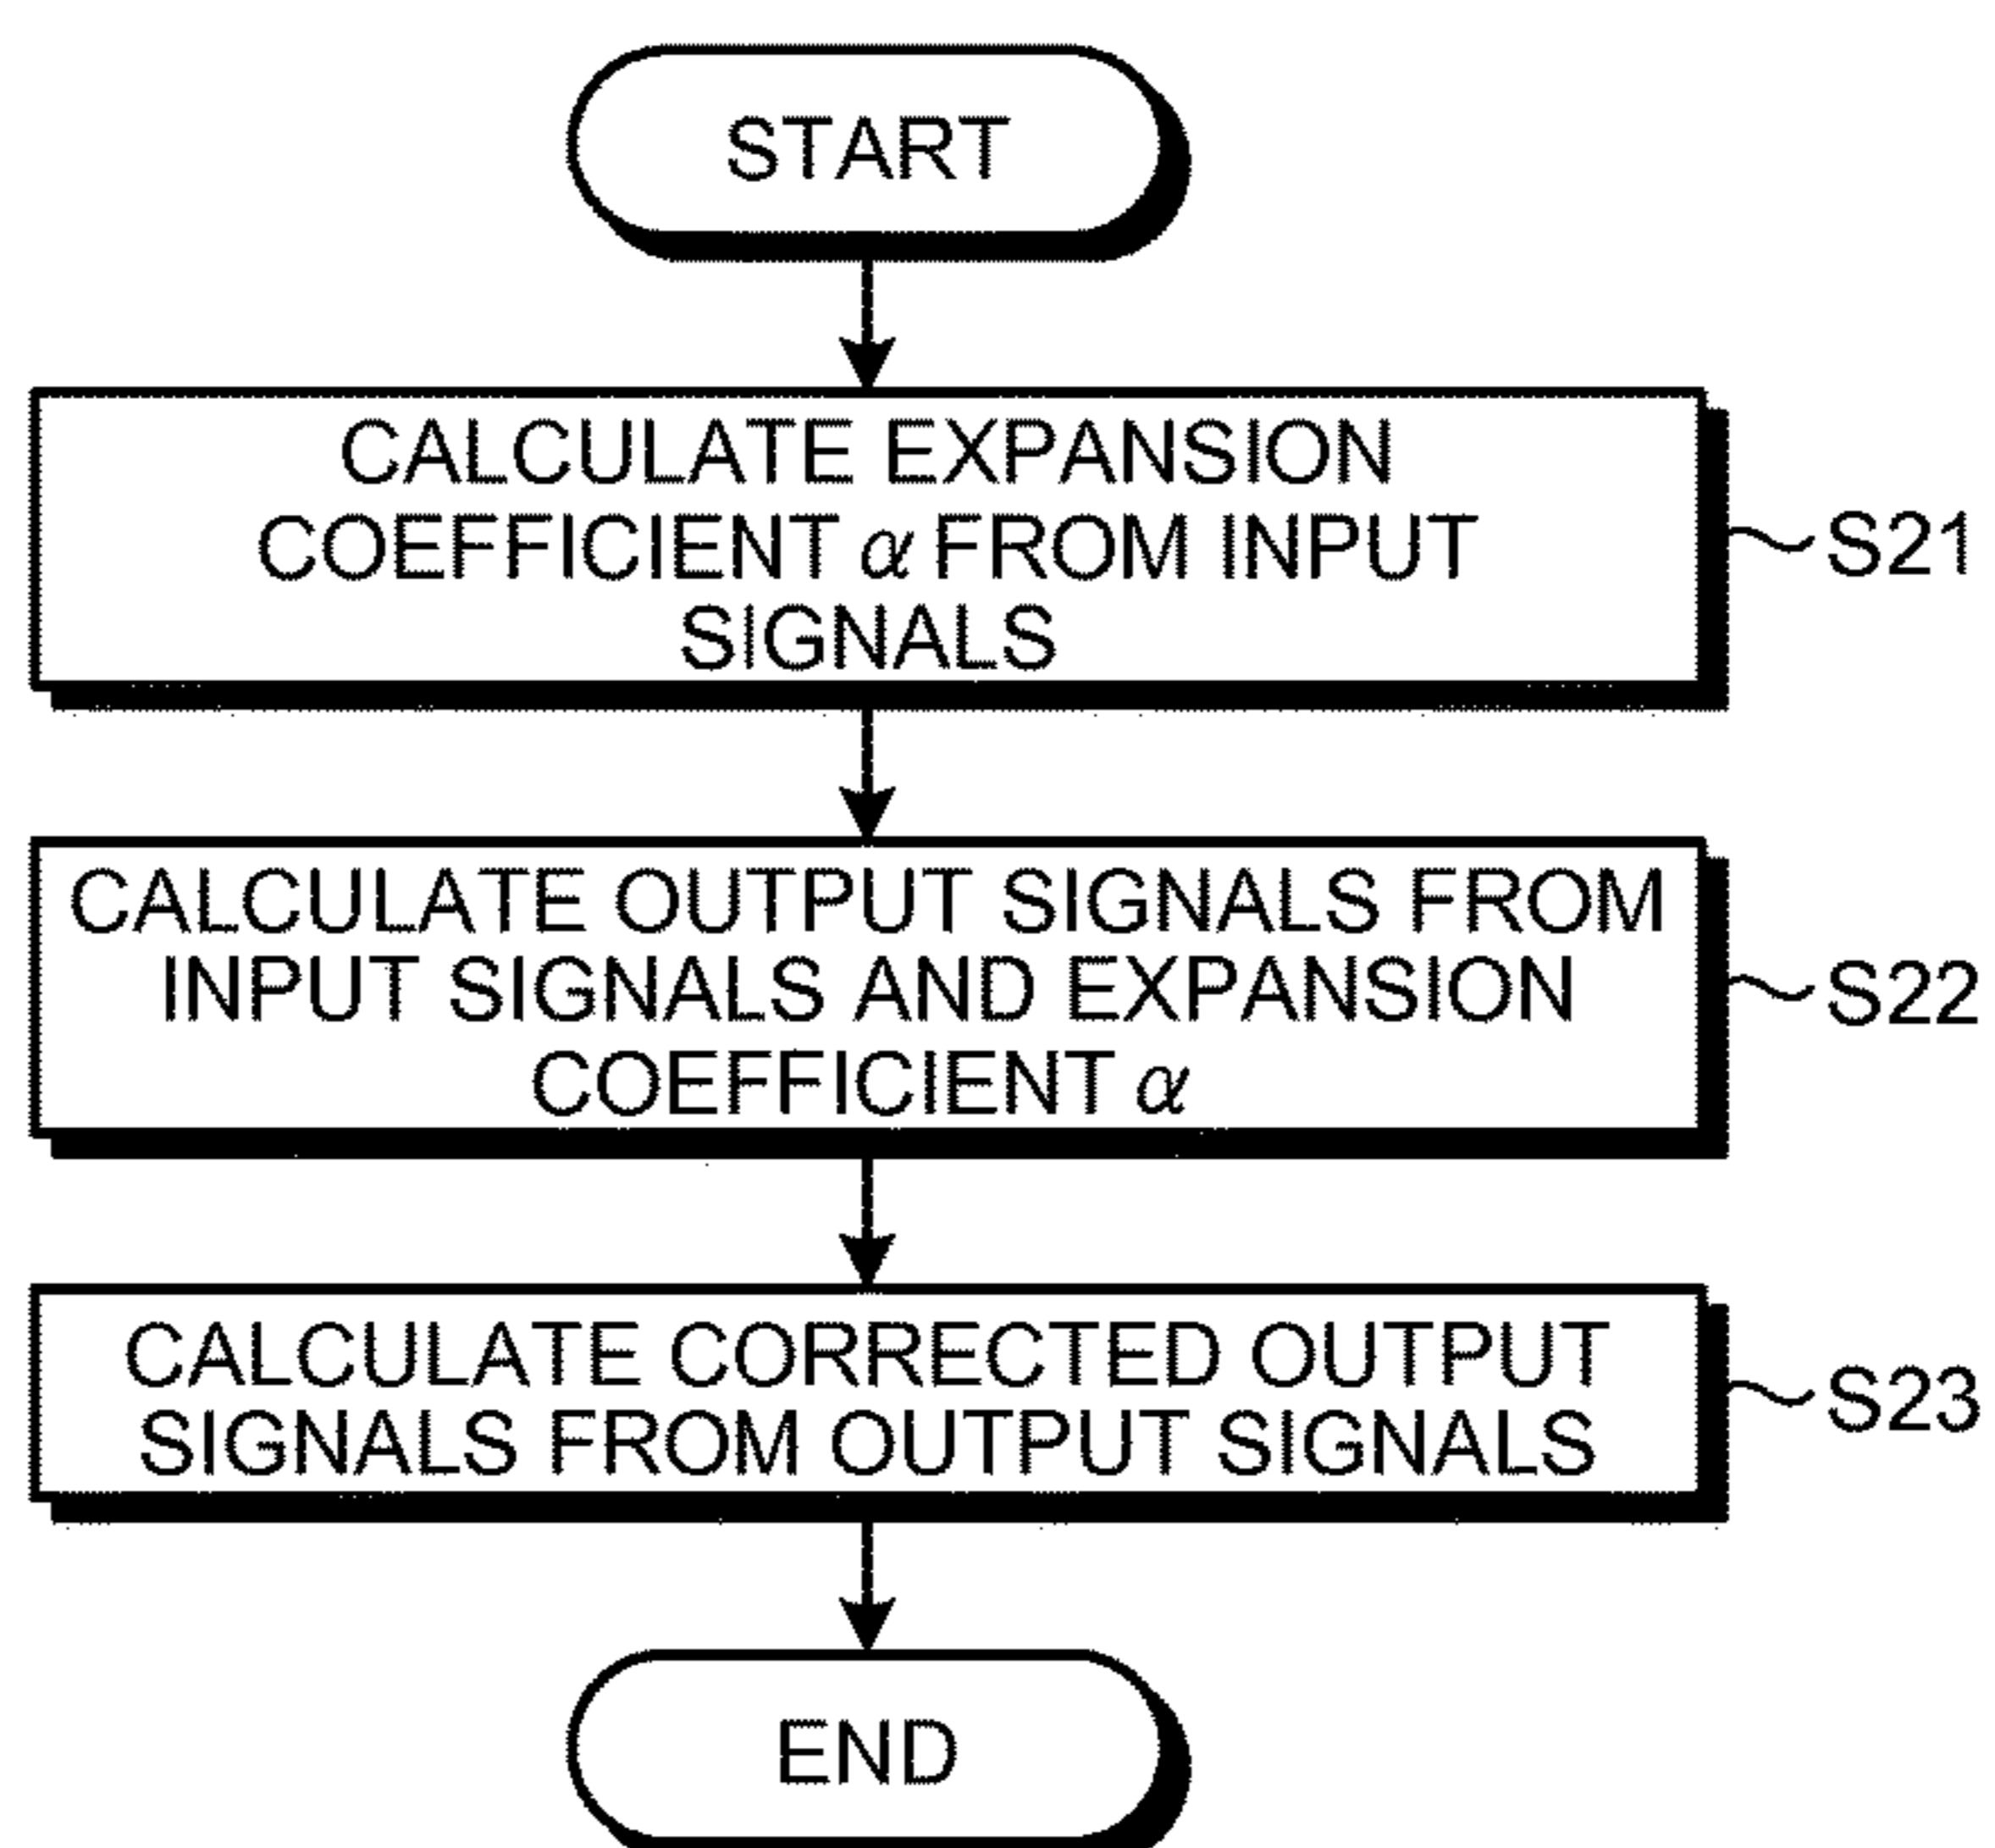 START
CALCULATE EXPANSION
COEFFICIENT α FROM INPUT
SIGNALS
S21
CALCULATE OUTPUT SIGNALS FROM
INPUT SIGNALS AND EXPANSION
COEFFICIENT α
S22
CALCULATE CORRECTED OUTPUT
SIGNALS FROM OUTPUT SIGNALS
S23
END